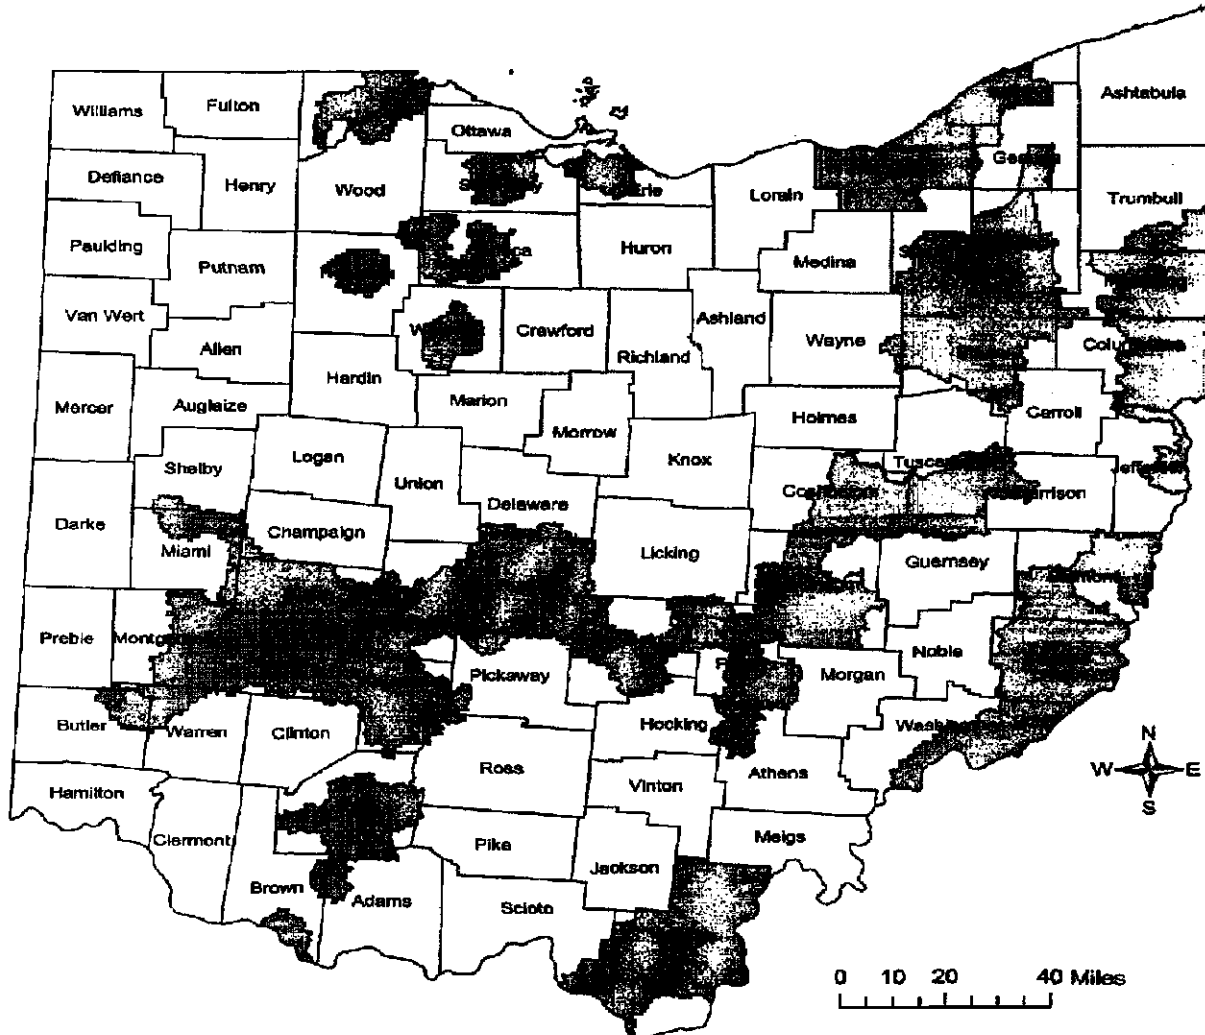 Williams
Fulton
Ottawa
Ashtabula
Defiance
Henry
Wood
Erie
Lorain
Trumbull
Paulding
Putnam
Huron
Medina
Van Wert
Allen
Crawford
Ashland
Wayne
Richland
Hardin
Mercer
Auglaize
Marion
Morrow
Holmes
Carroll
Shelby
Logan
Union
Knox
Delaware
Darke
Miami
Champaign
Licking
Guernsey
Harrison
Preble
Pickaway
Morgan
Noble
Butler
Warren
Clinton
Hocking
Ross
Vinton
Athens
Hamilton
Clermont
Pike
Jackson
Meigs
Brown
Adams
Scioto
N
W E
S
0 10 20 40 Miles